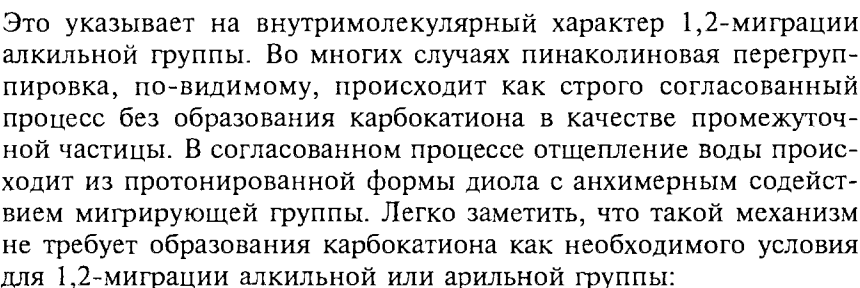 Это указывает на внутримолекулярный характер 1,2-миграции
алкильной группы. Во многих случаях пинаколиновая перегруп-
пировка, по-видимому, происходит как строго согласованный
процесс без образования карбокатиона в качестве промежуточ-
ной частицы. В согласованном процессе отщепление воды проис-
ходит из протонированной формы диола с анхимерным содейст-
вием мигрирующей группы. Легко заметить, что такой механизм
не требует образования карбокатиона как необходимого условия
для 1,2-миграции алкильной или арильной группы: